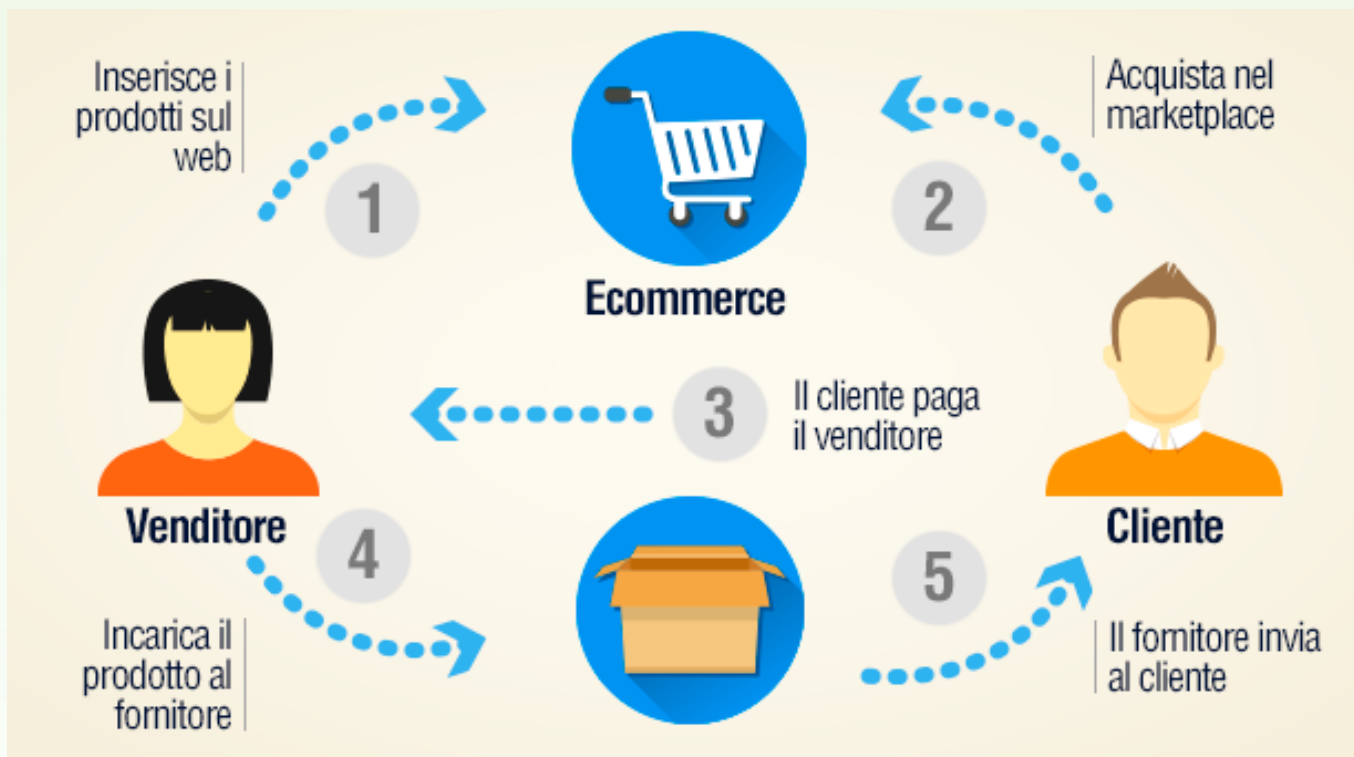 Inserisce i
prodotti sul
web
1
Ecommerce
2
Acquista nel
marketplace
3
Il cliente paga
il venditore
Venditore
Cliente
4
Incarica il
prodotto al
fornitore
5
Il fornitore invia
al cliente